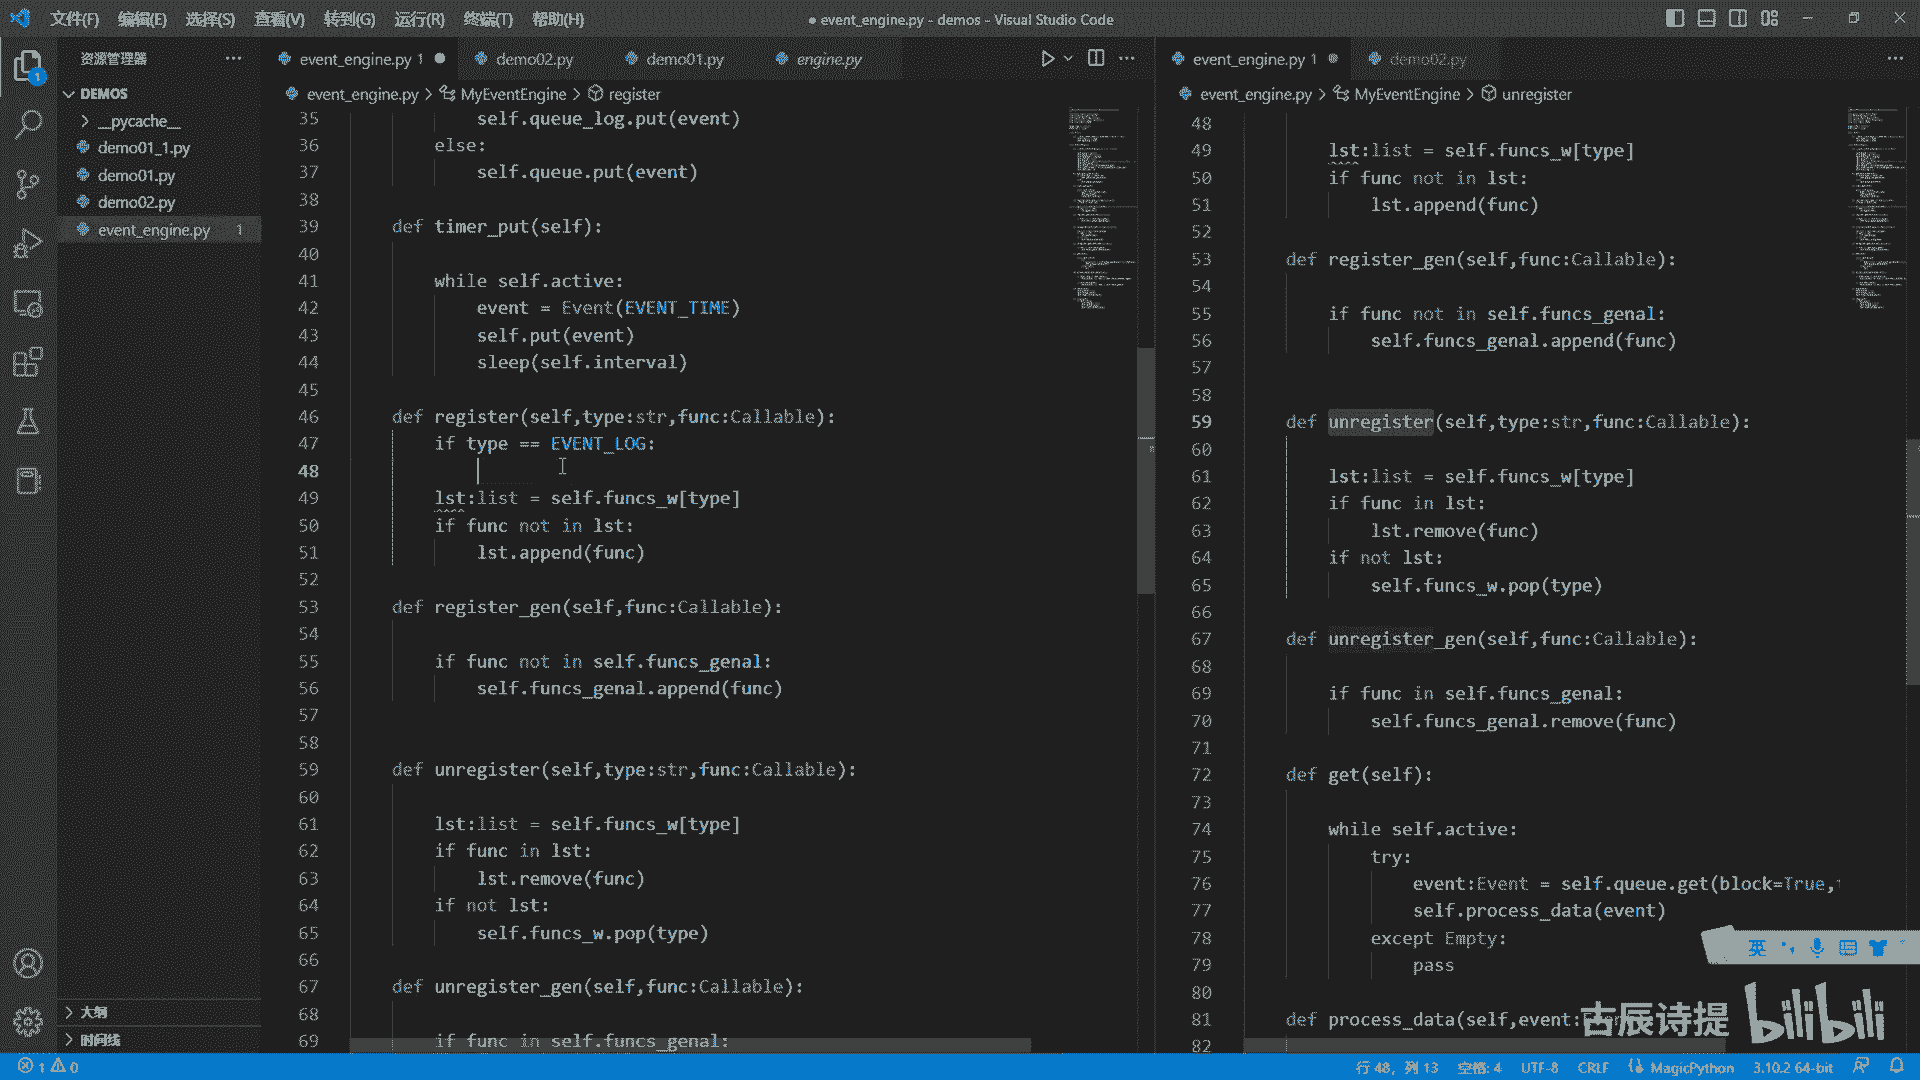 文件(F) 编辑(E) 选择(S) 查看(V) 转到(G) 运行(R) 终端(T) 帮助(H)
● event_engine.py - demos - Visual Studio Code
资源管理器
DEMOS
__pycache__
demo01_1.py
demo01.py
demo02.py
event_engine.py 1
大纲
时间线
1
event_engine.py 1 demo02.py demo01.py engine.py
event_engine.py > MyEventEngine > register
35 self.queue_log.put(event)
36 else:
37 self.queue.put(event)
38
39 def timer_put(self):
40
41 while self.active:
42 event = Event(EVENT_TIME)
43 self.put(event)
44 sleep(self.interval)
45
46 def register(self,type:str,func:Callable):
47 if type == EVENT_LOG:
48
49 lst:list = self.funcs_w[type]
50 if func not in lst:
51 lst.append(func)
52
53 def register_gen(self,func:Callable):
54
55 if func not in self.funcs_genal:
56 self.funcs_genal.append(func)
57
58
59 def unregister(self,type:str,func:Callable):
60
61 lst:list = self.funcs_w[type]
62 if func in lst:
63 lst.remove(func)
64 if not lst:
65 self.funcs_w.pop(type)
66
67 def unregister_gen(self,func:Callable):
68
69 if func in self.funcs_genal:
event_engine.py 1 demo02.py
event_engine.py > MyEventEngine > unregister
48
49 lst:list = self.funcs_w[type]
50 if func not in lst:
51 lst.append(func)
52
53 def register_gen(self,func:Callable):
54
55 if func not in self.funcs_genal:
56 self.funcs_genal.append(func)
57
58
59 def unregister(self,type:str,func:Callable):
60
61 lst:list = self.funcs_w[type]
62 if func in lst:
63 lst.remove(func)
64 if not lst:
65 self.funcs_w.pop(type)
66
67 def unregister_gen(self,func:Callable):
68
69 if func in self.funcs_genal:
70 self.funcs_genal.remove(func)
71
72 def get(self):
73
74 while self.active:
75 try:
76 event:Event = self.queue.get(block=True,
77 self.process_data(event)
78 except Empty:
79 pass
80
81 def process_data(self,event:
82
英
古辰诗提 bilibili
1 0
行 48, 列 13 空格: 4 UTF-8 CRLF MagicPython 3.10.2 64-bit